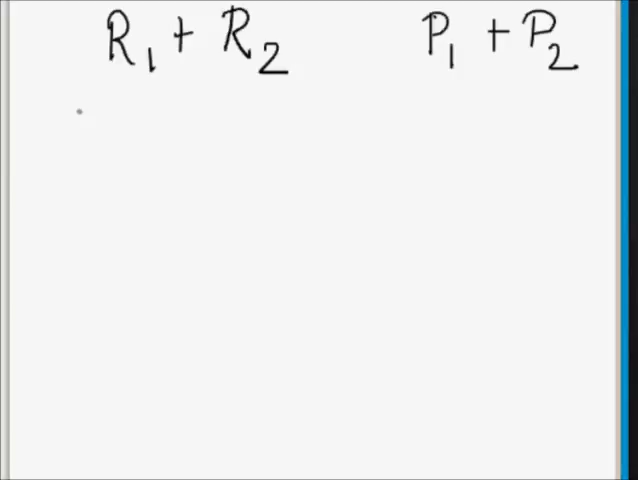 R₁ + R₂ P₁ + P₂